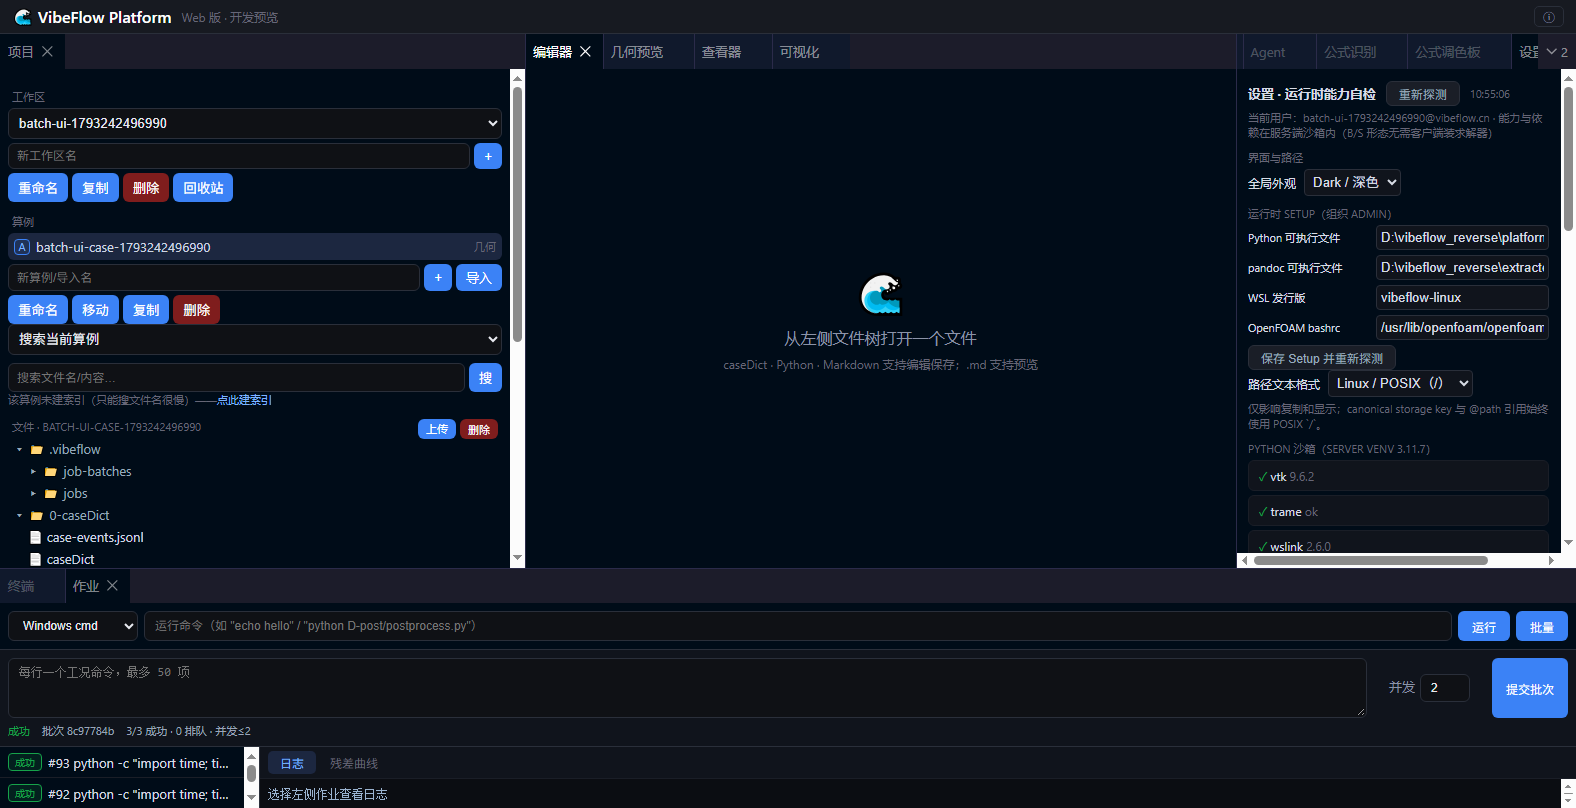 VibeFlow Platform Web 版 · 开发预览
项目
工作区
batch-ui-1793242496990
新工作区名 +
重命名 复制 删除 回收站
算例
A batch-ui-case-1793242496990 几何
新算例/导入名 + 导入
重命名 移动 复制 删除
搜索当前算例
搜索文件名/内容... 搜
该算例未建索引（只能搜文件名很慢）——点此建索引
文件 · BATCH-UI-CASE-1793242496990 上传 删除
.vibeflow
job-batches
jobs
0-caseDict
case-events.jsonl
caseDict
编辑器 几何预览 查看器 可视化
从左侧文件树打开一个文件
caseDict · Python · Markdown 支持编辑保存；.md 支持预览
Agent 公式识别 公式调色板 设置 2
设置 · 运行时能力自检 重新探测 10:55:06
当前用户：batch-ui-1793242496990@vibeflow.cn · 能力与依
赖在服务端沙箱内（B/S 形态无需客户端装求解器）
界面与路径
全局外观 Dark / 深色
运行时 SETUP（组织 ADMIN）
Python 可执行文件 D:\vibeflow_reverse\platform
pandoc 可执行文件 D:\vibeflow_reverse\extracte
WSL 发行版 vibeflow-linux
OpenFOAM bashrc /usr/lib/openfoam/openfoam
保存 Setup 并重新探测
路径文本格式 Linux / POSIX（/）
仅影响复制和显示；canonical storage key 与 @path 引用始终
使用 POSIX `/`。
PYTHON 沙箱（SERVER VENV 3.11.7）
✓ vtk 9.6.2
✓ trame ok
✓ wslink 2.6.0
终端 作业
Windows cmd 运行命令（如 "echo hello" / "python D-post/postprocess.py"） 运行 批量
每行一个工况命令，最多 50 项
并发 2 提交批次
成功 批次 8c97784b 3/3 成功 · 0 排队 · 并发≤2
成功 #93 python -c "import time; ti...
成功 #92 python -c "import time; ti...
日志 残差曲线
选择左侧作业查看日志